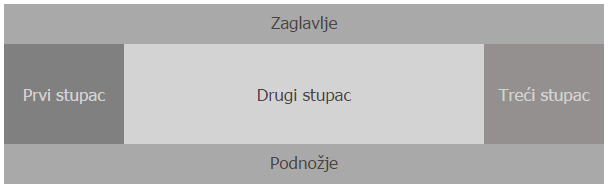 Zaglavlje
Prvi stupac
Drugi stupac
Treći stupac
Podnožje